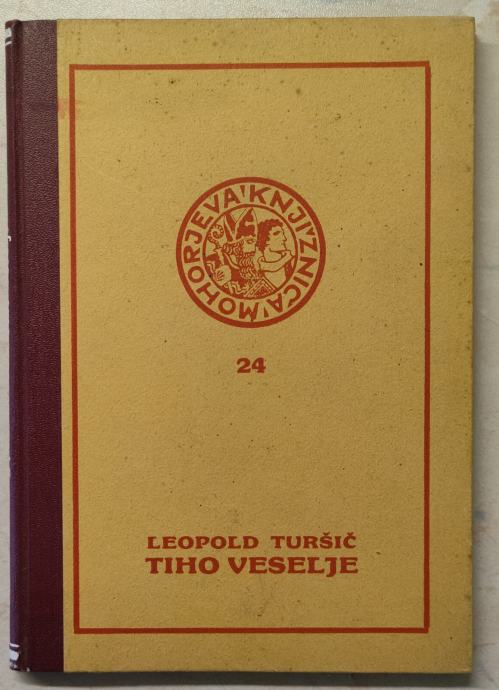 MOHORJEVA KNJIŽNICA
24
LEOPOLD TURŠIČ
TIHO VESELJE